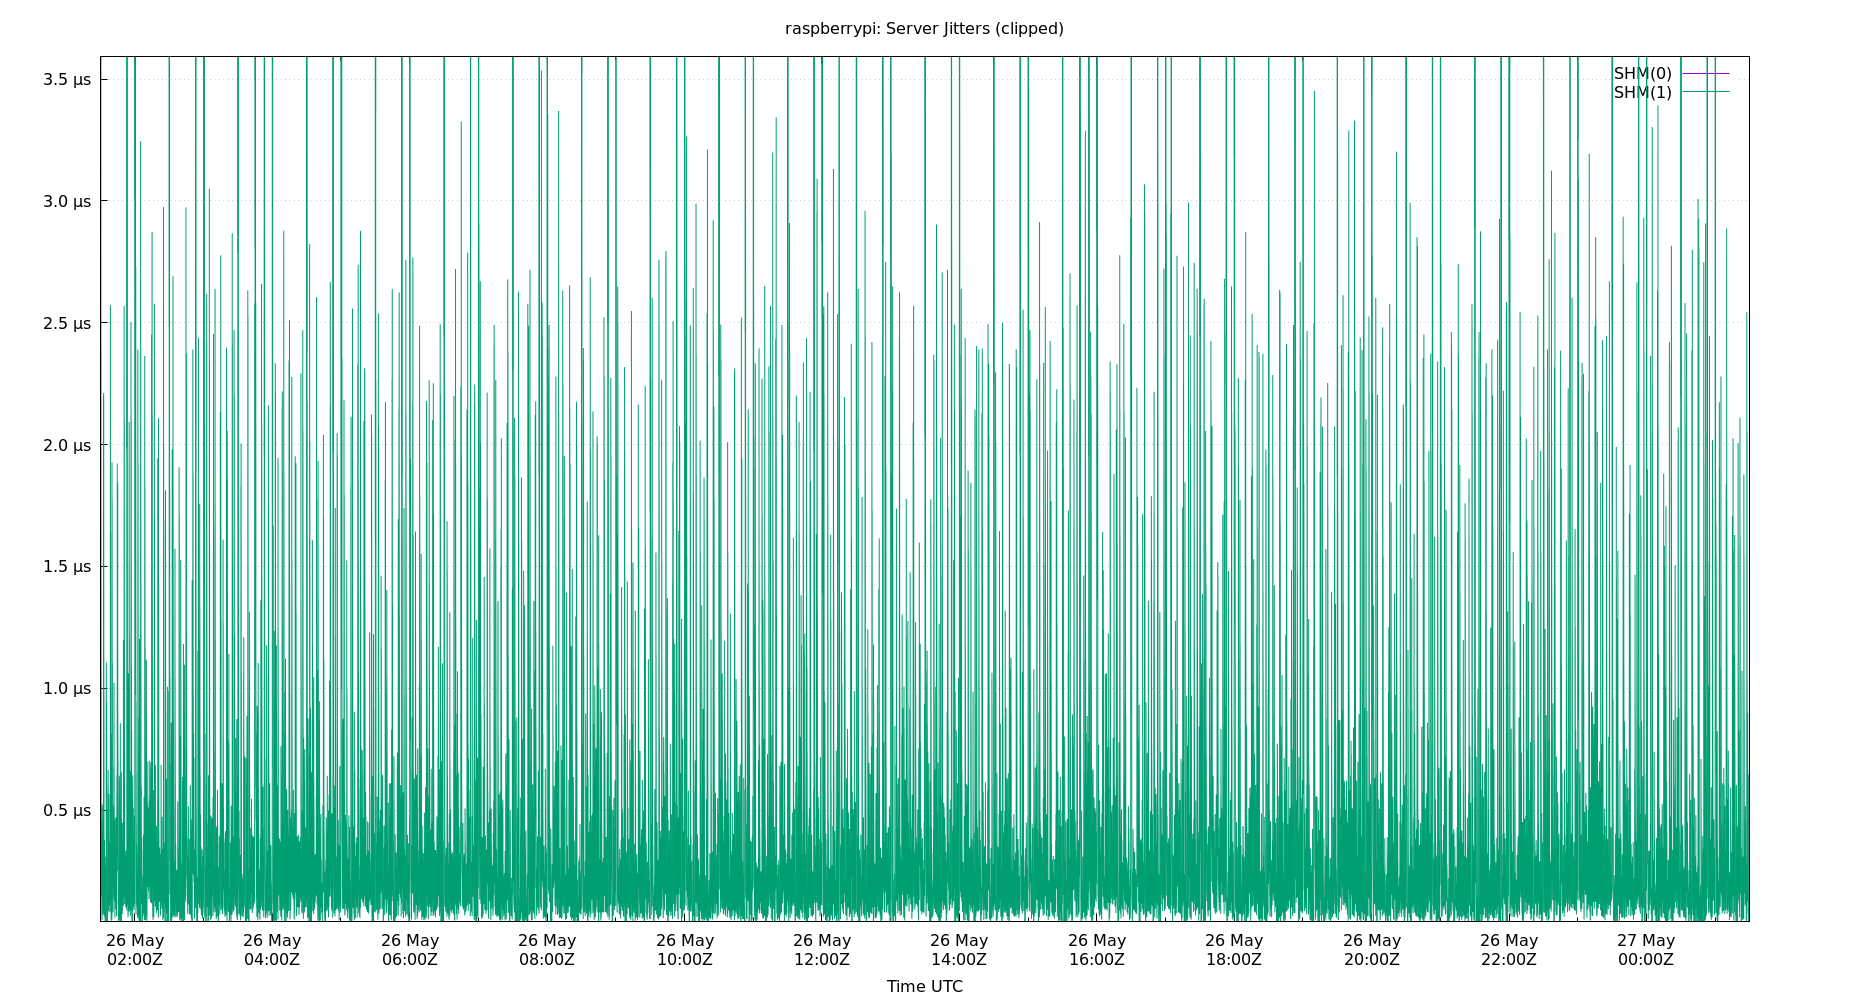 raspberrypi: Server Jitters (clipped)
SHM(0)
SHM(1)
3.5 μs
3.0 μs
2.5 μs
2.0 μs
1.5 μs
1.0 μs
0.5 μs
26 May 26 May 26 May 26 May 26 May 26 May 26 May 26 May 26 May 26 May 26 May 27 May
02:00Z 04:00Z 06:00Z 08:00Z 10:00Z 12:00Z 14:00Z 16:00Z 18:00Z 20:00Z 22:00Z 00:00Z
Time UTC